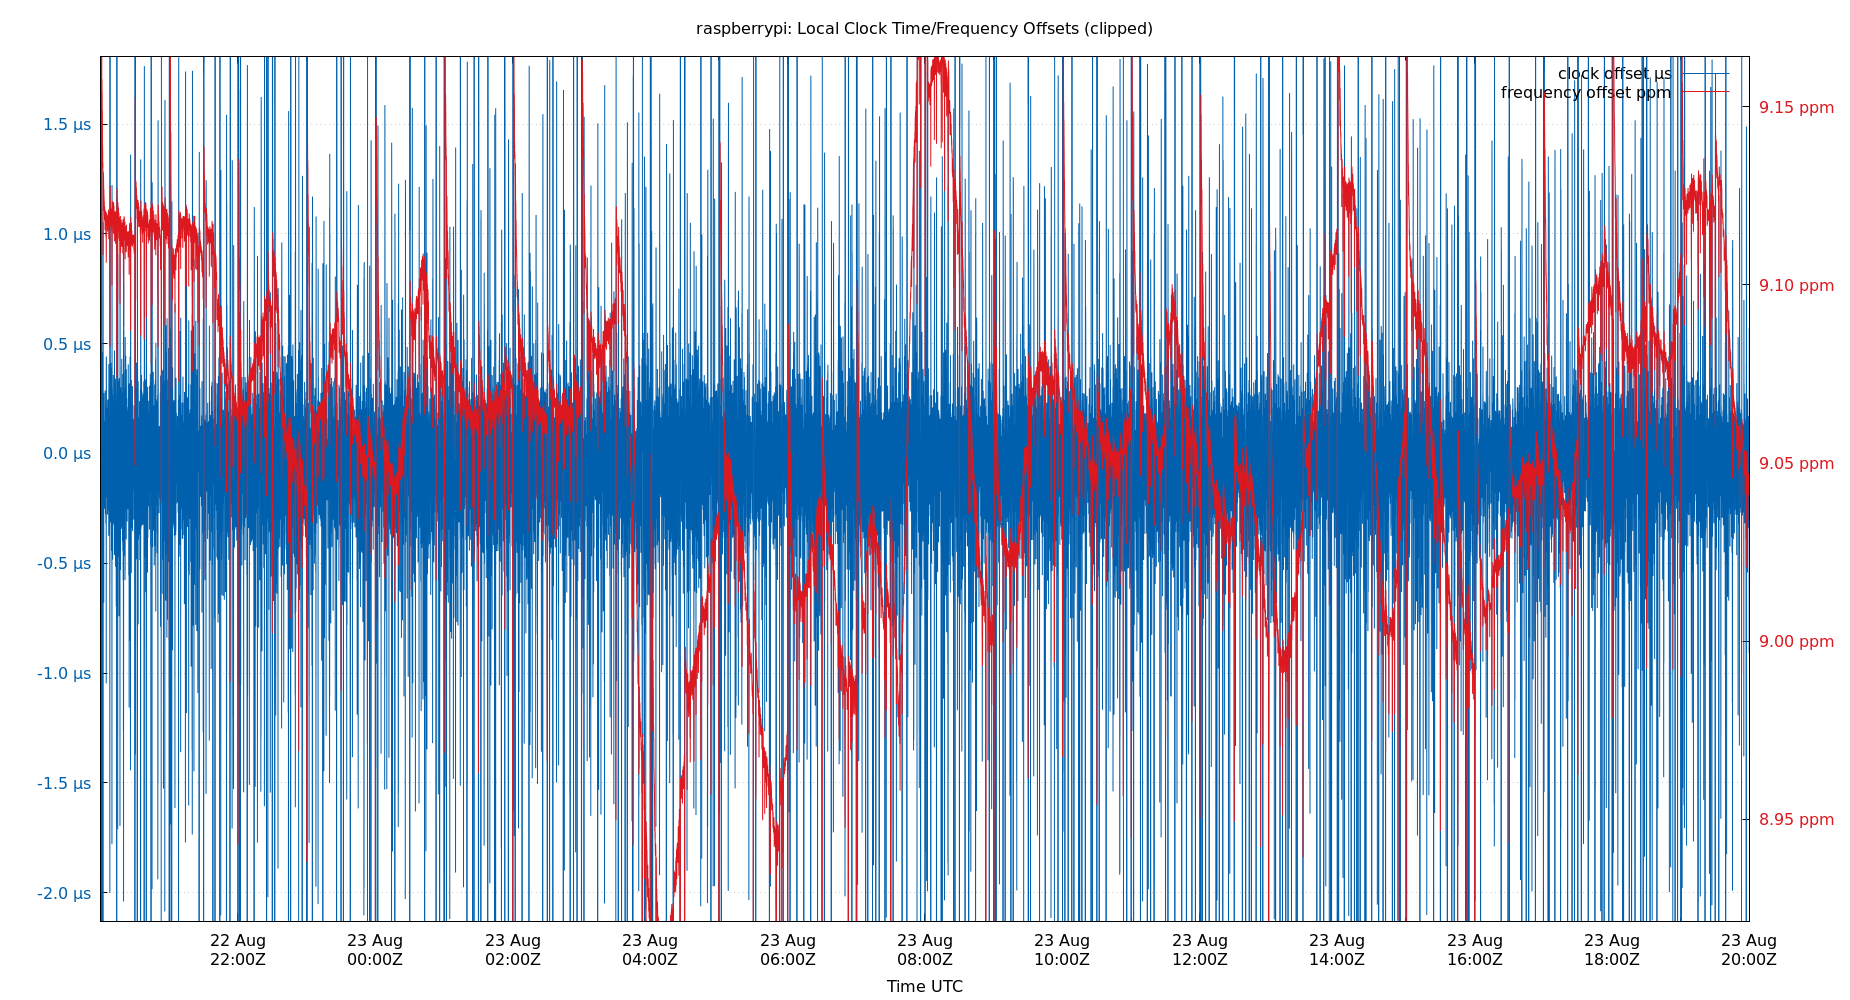 raspberrypi: Local Clock Time/Frequency Offsets (clipped)
clock offset µs
frequency offset ppm
1.5 µs
1.0 µs
0.5 µs
0.0 µs
-0.5 µs
-1.0 µs
-1.5 µs
-2.0 µs
9.15 ppm
9.10 ppm
9.05 ppm
9.00 ppm
8.95 ppm
22 Aug 23 Aug 23 Aug 23 Aug 23 Aug 23 Aug 23 Aug 23 Aug 23 Aug 23 Aug 23 Aug 23 Aug
22:00Z 00:00Z 02:00Z 04:00Z 06:00Z 08:00Z 10:00Z 12:00Z 14:00Z 16:00Z 18:00Z 20:00Z
Time UTC